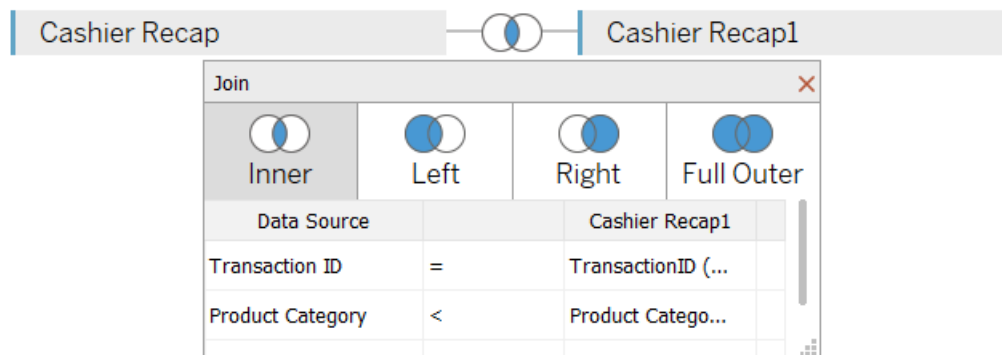 Cashier Recap Cashier Recap1
Join
Inner Left Right Full Outer
Data Source Cashier Recap1
Transaction ID = TransactionID (...
Product Category < Product Catego...